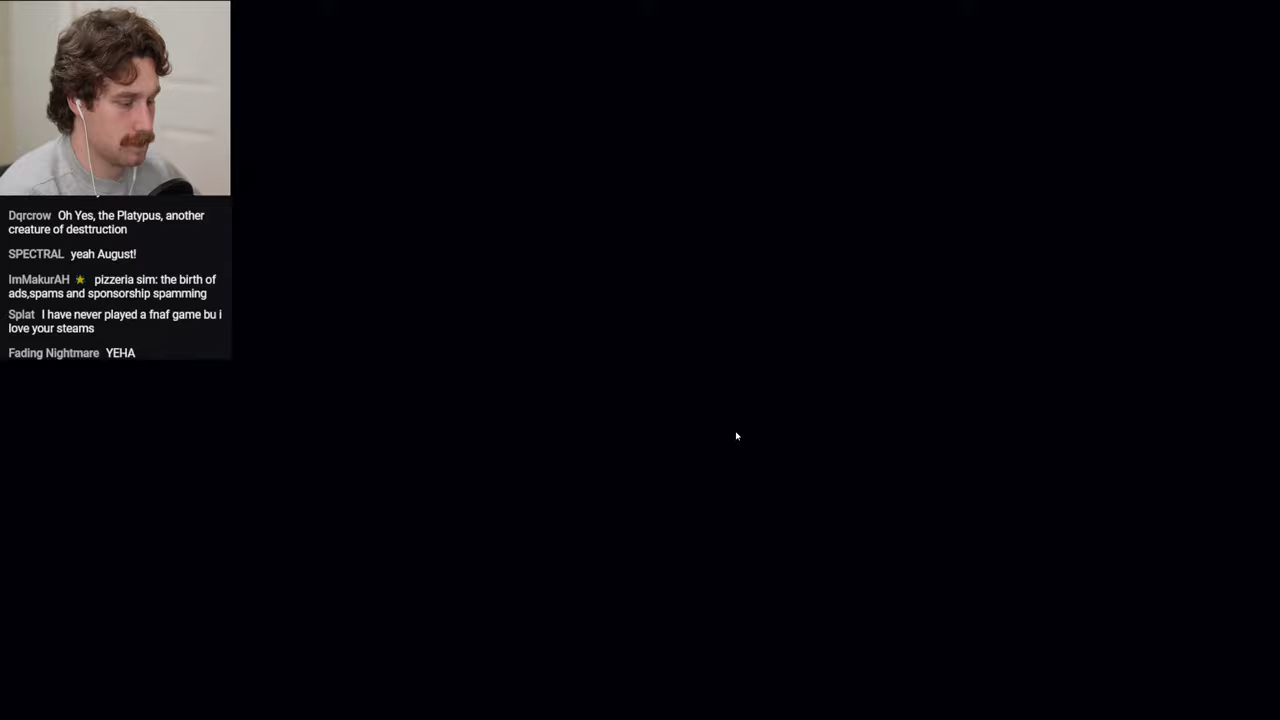 Dqrcrow Oh Yes, the Platypus, another
creature of desttruction
SPECTRAL yeah August!
ImMakurAH pizzeria sim: the birth of
ads,spams and sponsorship spamming
Splat I have never played a fnaf game bu i
love your steams
Fading Nightmare YEHA